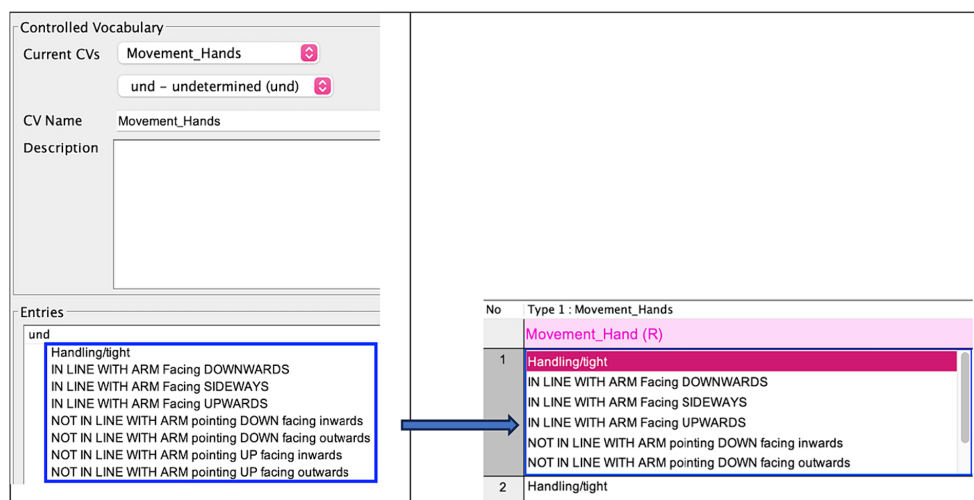 Controlled Vocabulary
Current CVs Movement_Hands
und – undetermined (und)
CV Name Movement_Hands
Description
Entries
und
Handling/tight
IN LINE WITH ARM Facing DOWNWARDS
IN LINE WITH ARM Facing SIDEWAYS
IN LINE WITH ARM Facing UPWARDS
NOT IN LINE WITH ARM pointing DOWN facing inwards
NOT IN LINE WITH ARM pointing DOWN facing outwards
NOT IN LINE WITH ARM pointing UP facing inwards
NOT IN LINE WITH ARM pointing UP facing outwards
No Type 1 : Movement_Hands
Movement_Hand (R)
1 Handling/tight
IN LINE WITH ARM Facing DOWNWARDS
IN LINE WITH ARM Facing SIDEWAYS
IN LINE WITH ARM Facing UPWARDS
NOT IN LINE WITH ARM pointing DOWN facing inwards
NOT IN LINE WITH ARM pointing DOWN facing outwards
2 Handling/tight